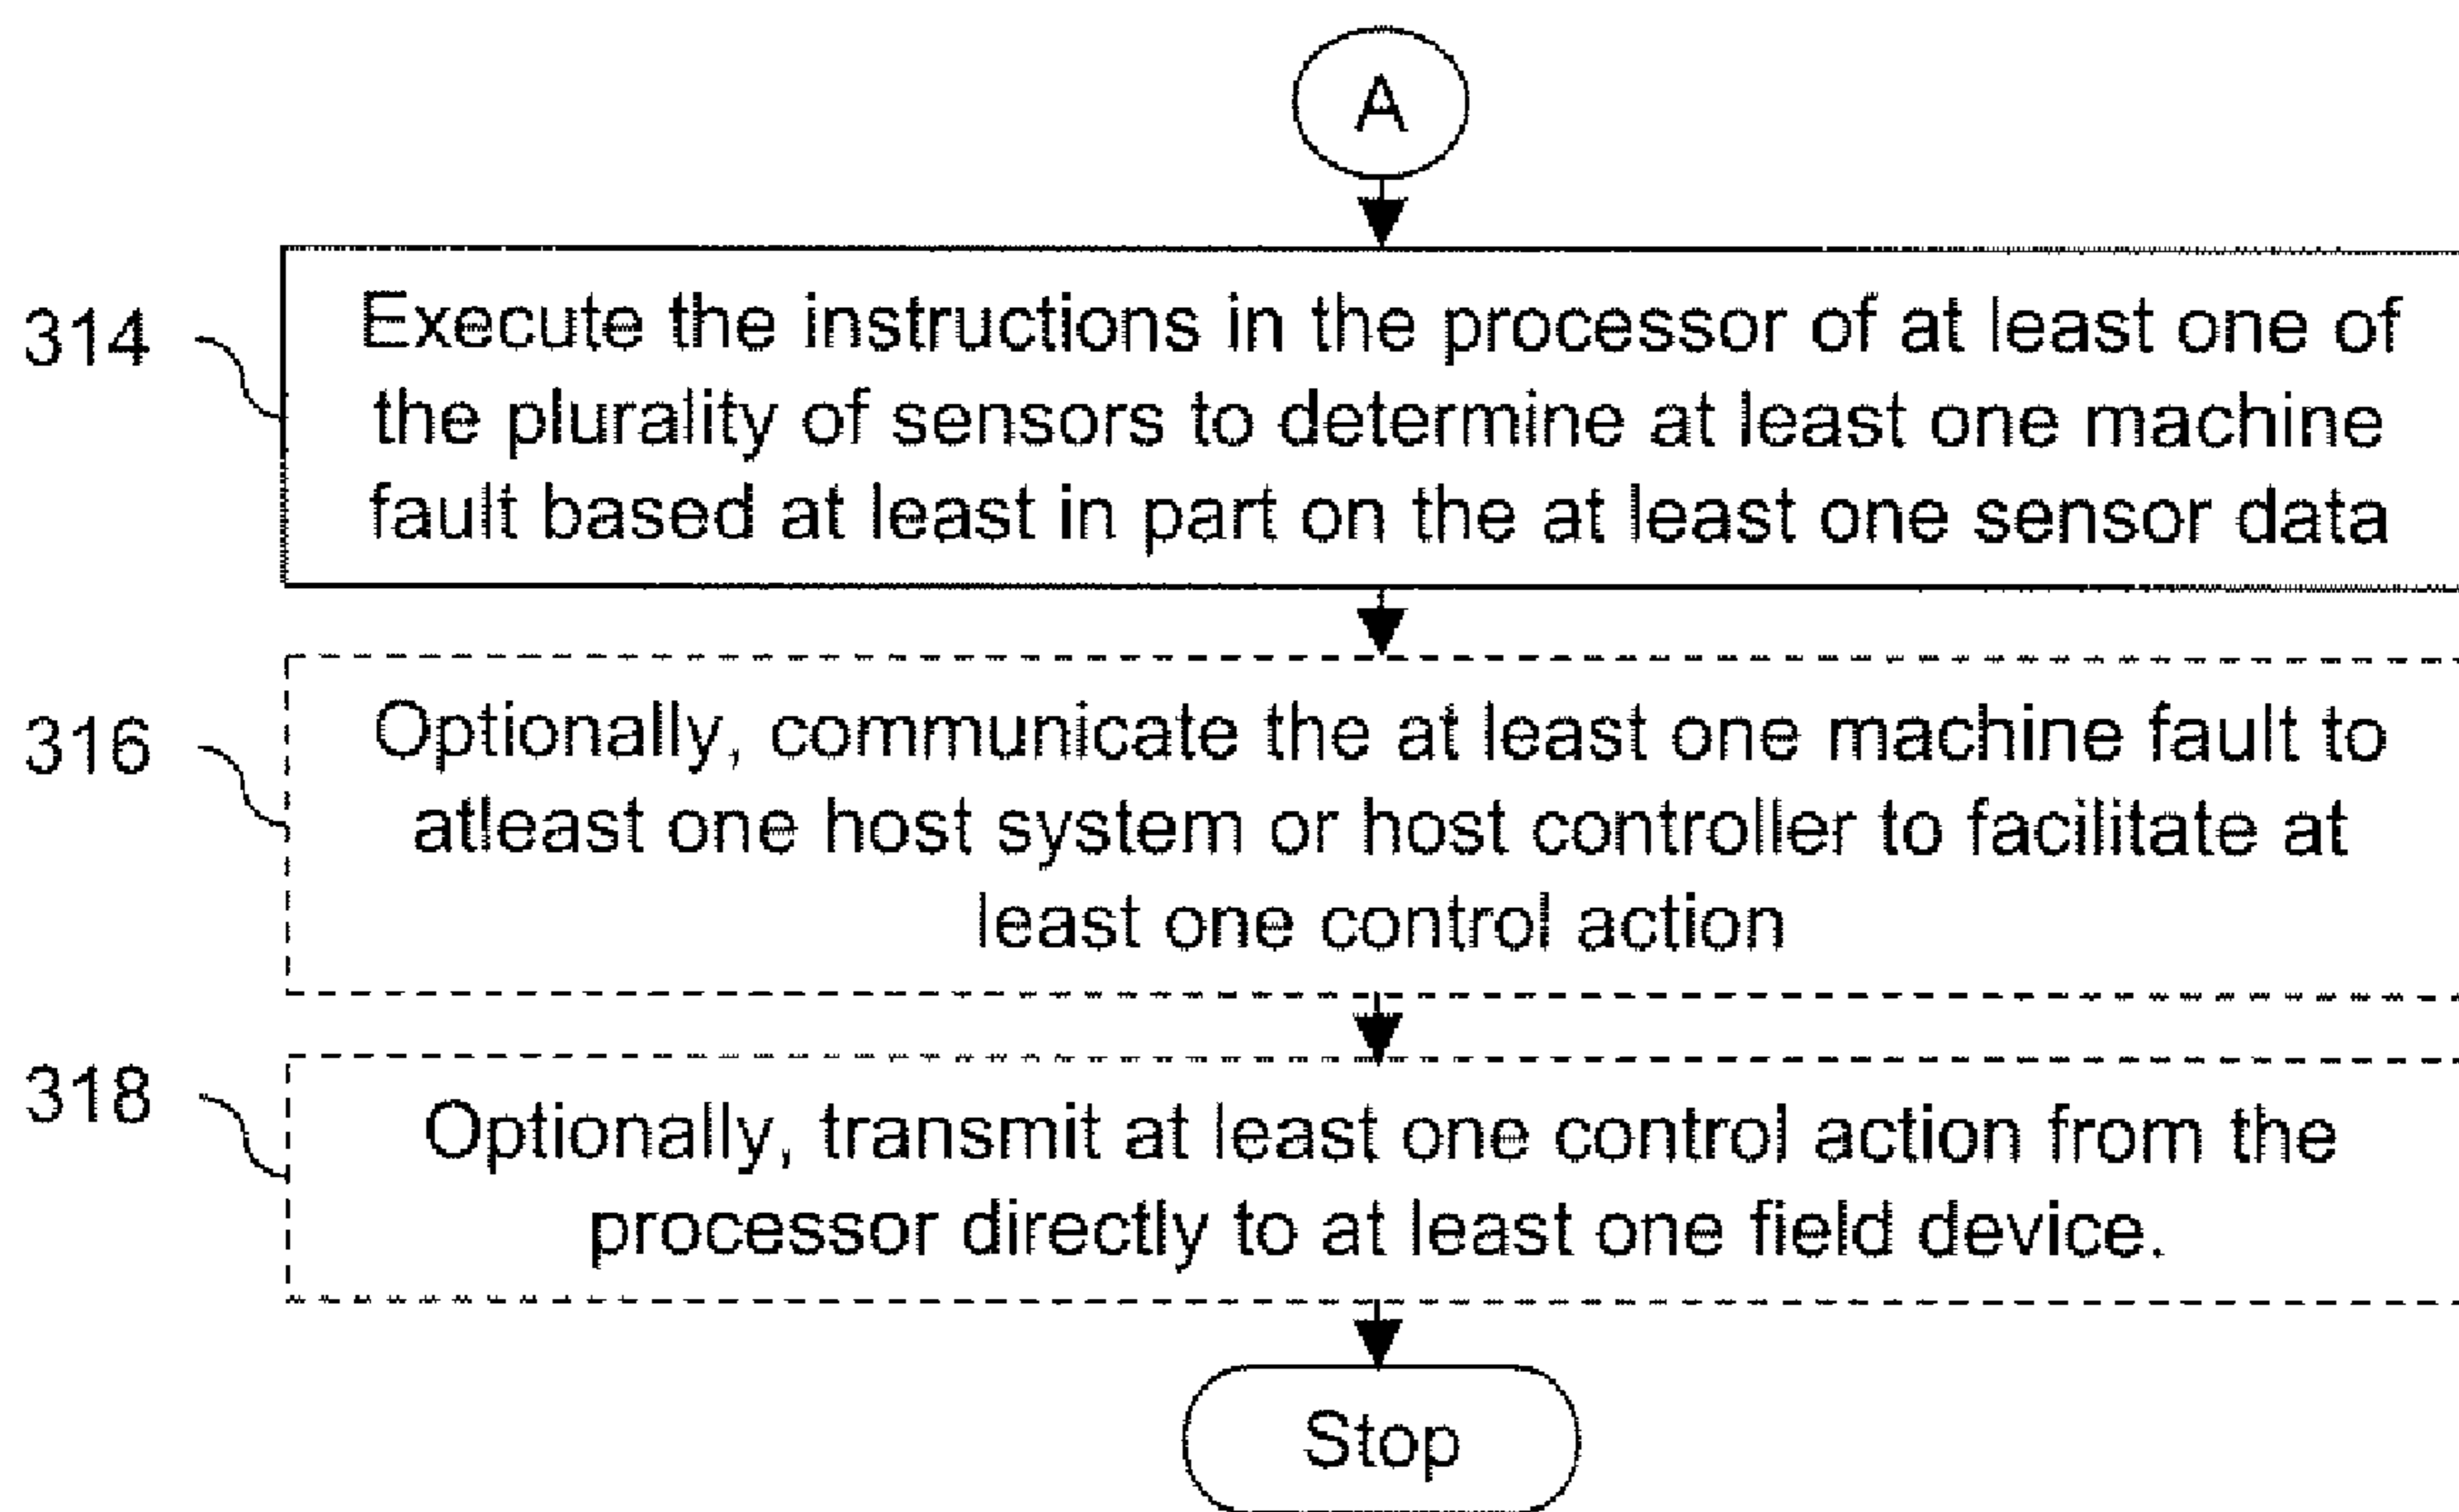 A
314
Execute the instructions in the processor of at least one of
the plurality of sensors to determine at least one machine
fault based at least in part on the at least one sensor data
316
Optionally, communicate the at least one machine fault to
atleast one host system or host controller to facilitate at
least one control action
318
Optionally, transmit at least one control action from the
processor directly to at least one field device.
Stop